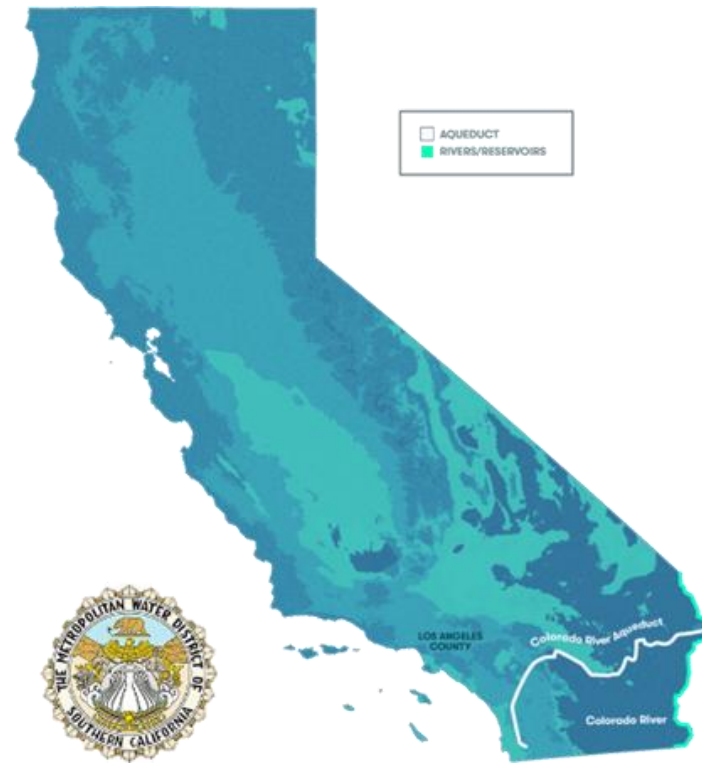 AQUEDUCT
RIVERS/RESERVOIRS
LOS ANGELES
COUNTY
Colorado River Aqueduct
Colorado River
THE METROPOLITAN WATER DISTRICT OF
SOUTHERN CALIFORNIA